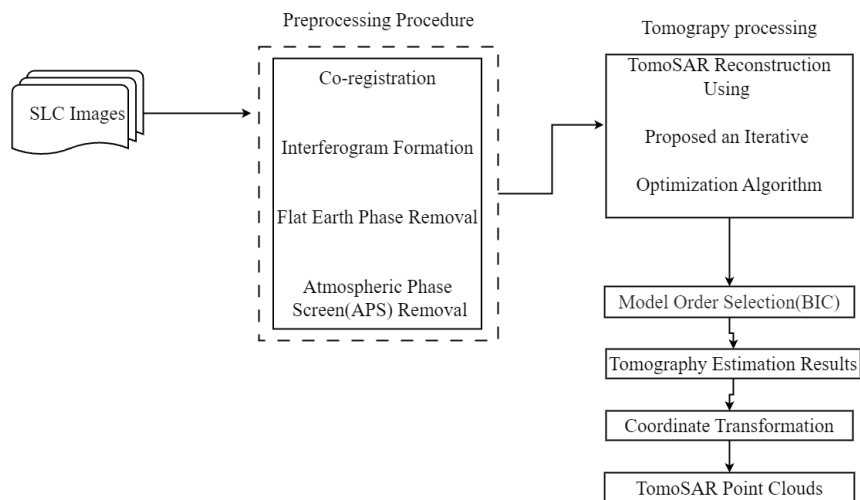 Preprocessing Procedure
Tomograpy processing
SLC Images
Co-registration
Interferogram Formation
Flat Earth Phase Removal
Atmospheric Phase
Screen(APS) Removal
TomoSAR Reconstruction
Using
Proposed an Iterative
Optimization Algorithm
Model Order Selection(BIC)
Tomography Estimation Results
Coordinate Transformation
TomoSAR Point Clouds